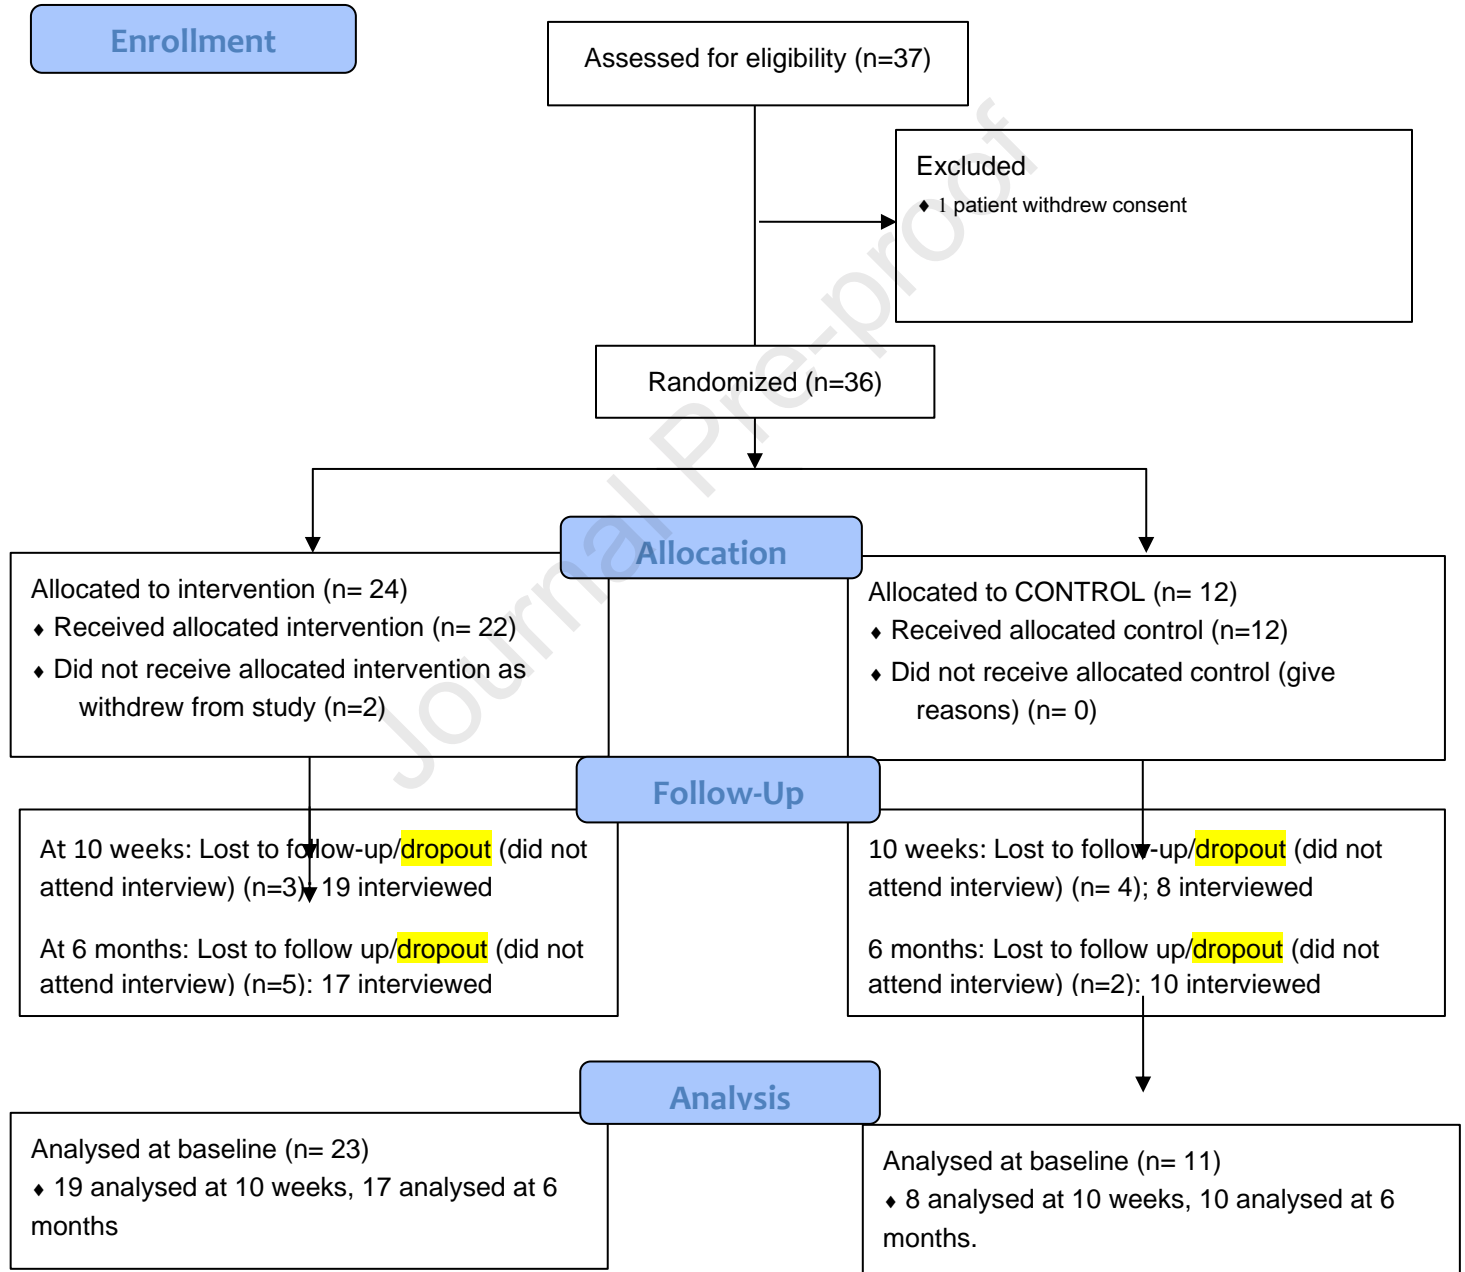 Enrollment
Assessed for eligibility (n=37)
Excluded
♦ 1 patient withdrew consent
Randomized (n=36)
Allocation
Allocated to intervention (n= 24)
♦ Received allocated intervention (n= 22)
♦ Did not receive allocated intervention as
withdrew from study (n=2)
Allocated to CONTROL (n= 12)
♦ Received allocated control (n=12)
♦ Did not receive allocated control (give
reasons) (n= 0)
Follow-Up
At 10 weeks: Lost to follow-up/dropout (did not
attend interview) (n=3); 19 interviewed
At 6 months: Lost to follow up/dropout (did not
attend interview) (n=5): 17 interviewed
10 weeks: Lost to follow-up/dropout (did not
attend interview) (n= 4); 8 interviewed
6 months: Lost to follow up/dropout (did not
attend interview) (n=2): 10 interviewed
Analysis
Analysed at baseline (n= 23)
♦ 19 analysed at 10 weeks, 17 analysed at 6
months
Analysed at baseline (n= 11)
♦ 8 analysed at 10 weeks, 10 analysed at 6
months.
Journal Pre-proof